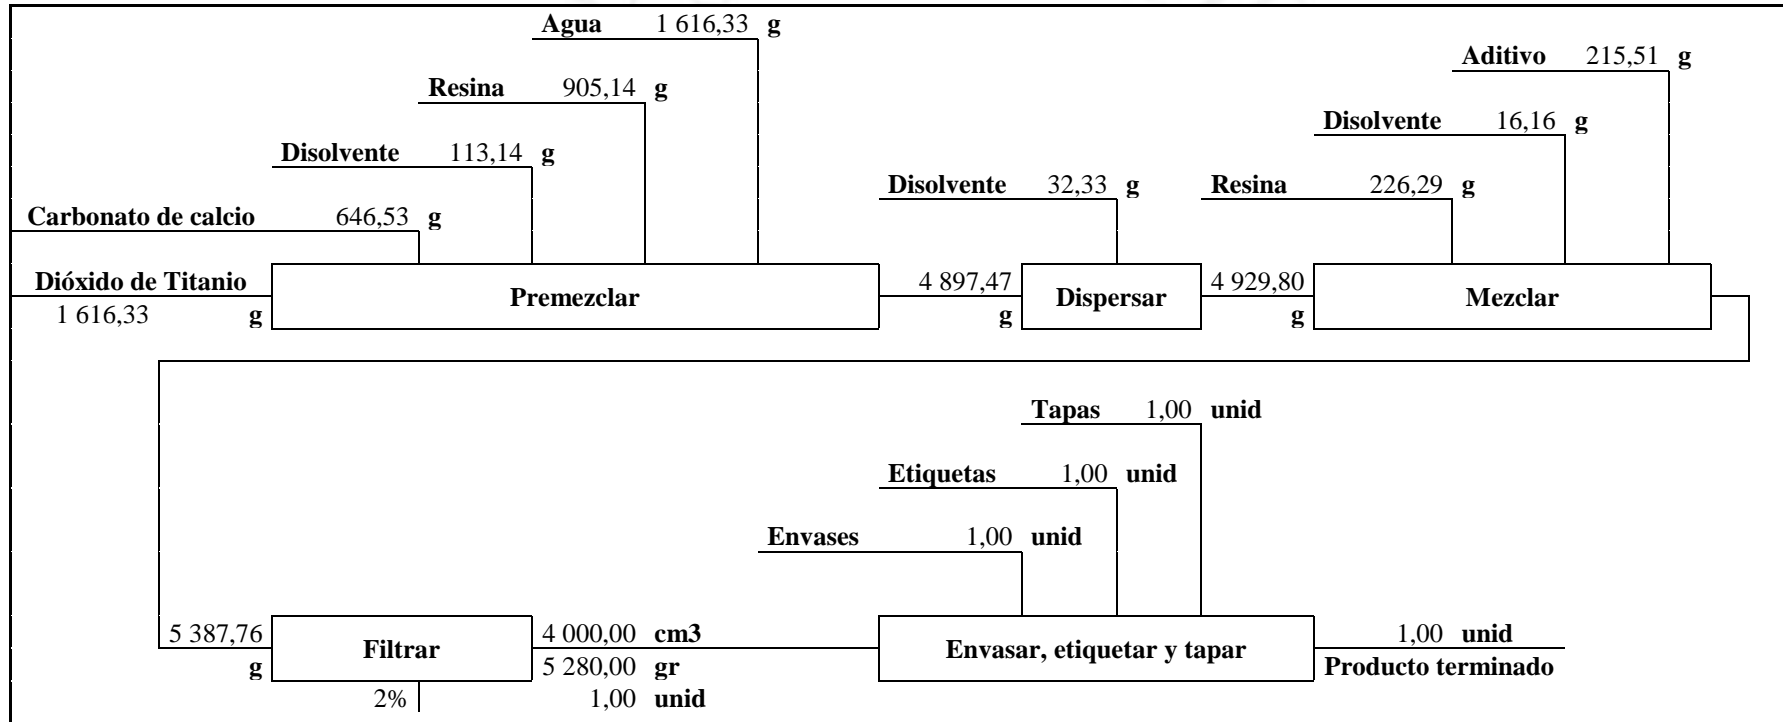 Agua 1 616,33 g
Aditivo 215,51 g
Resina 905,14 g
Disolvente 16,16 g
Disolvente 113,14 g
Disolvente 32,33 g
Resina 226,29 g
Carbonato de calcio 646,53 g
Dióxido de Titanio
1 616,33 g
Premezclar
4 897,47
g
Dispersar
4 929,80
g
Mezclar
Tapas 1,00 unid
Etiquetas 1,00 unid
Envases 1,00 unid
5 387,76
g
Filtrar
2%
4 000,00 cm3
5 280,00 gr
1,00 unid
Envasar, etiquetar y tapar
1,00 unid
Producto terminado